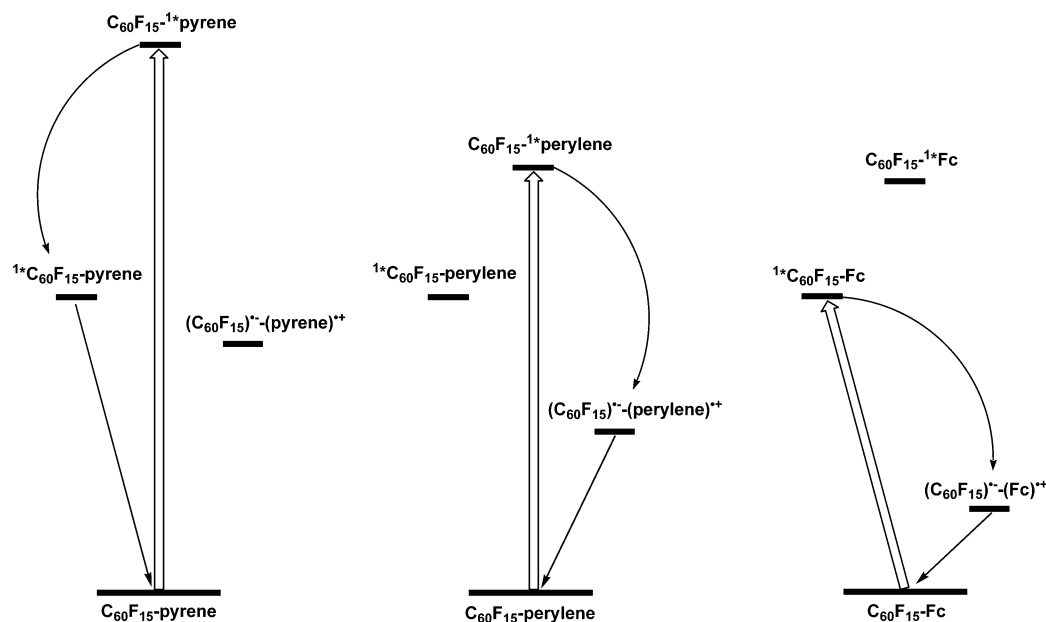 C₆₀F₁₅-¹*pyrene
¹*C₆₀F₁₅-pyrene
(C₆₀F₁₅)•--(pyrene)•+
C₆₀F₁₅-pyrene
C₆₀F₁₅-¹*perylene
¹*C₆₀F₁₅-perylene
(C₆₀F₁₅)•--(perylene)•+
C₆₀F₁₅-perylene
C₆₀F₁₅-¹*Fc
¹*C₆₀F₁₅-Fc
(C₆₀F₁₅)•--(Fc)•+
C₆₀F₁₅-Fc